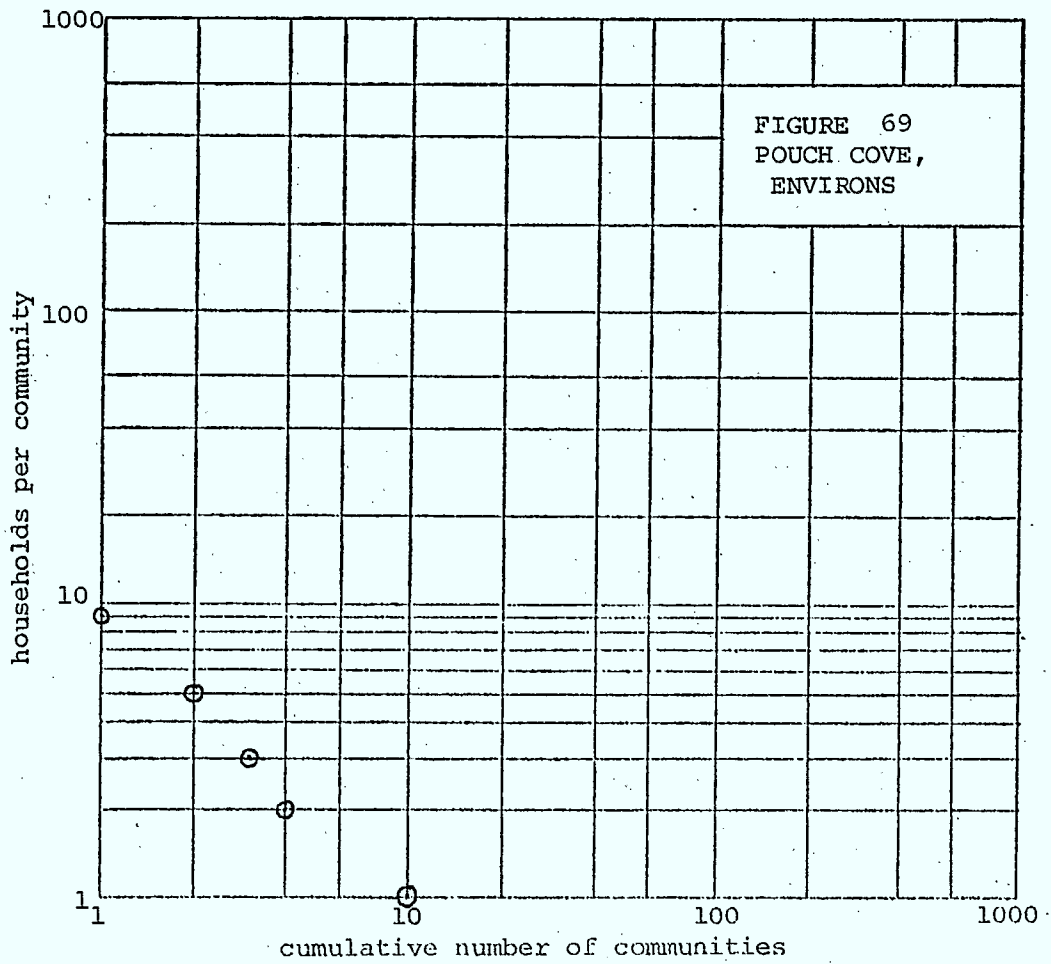 1000
FIGURE 69
POUCH COVE,
ENVIRONS
households per community
100
10
1
1 10 100 1000
cumulative number of communities